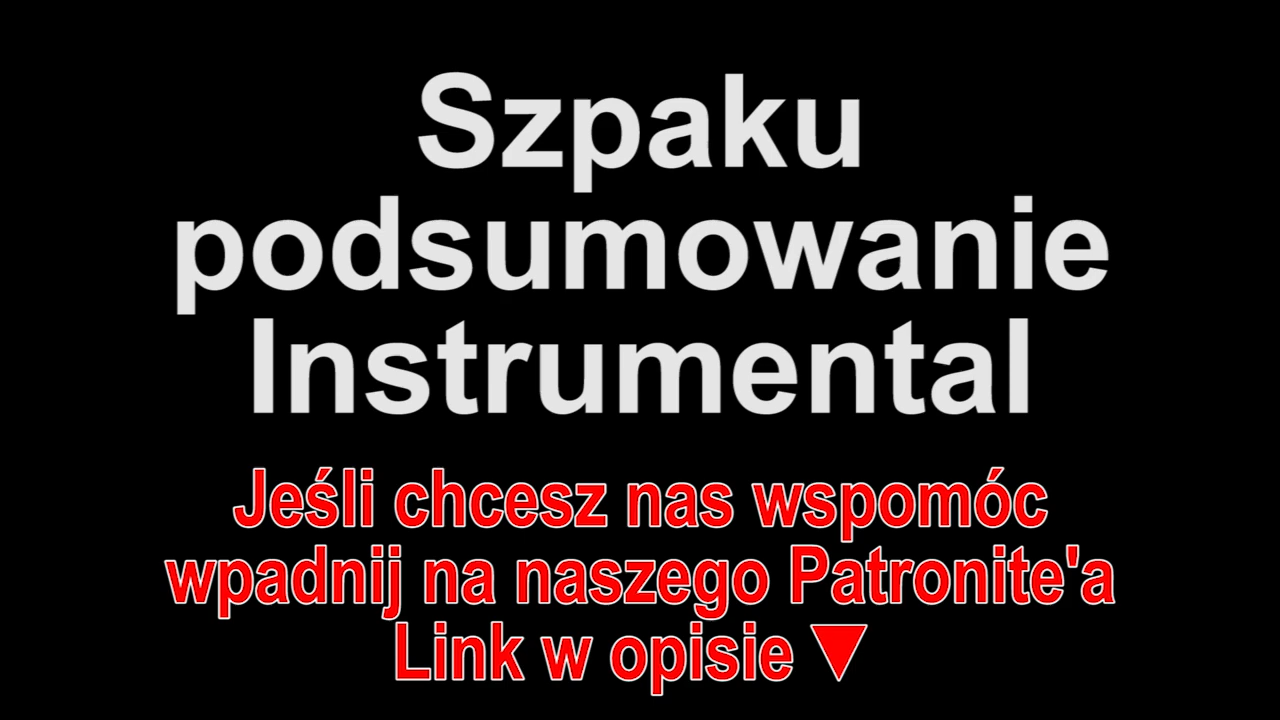 Szpaku
podsumowanie
Instrumental
Jeśli chcesz nas wspomóc
wpadnij na naszego Patronite'a
Link w opisie ▼